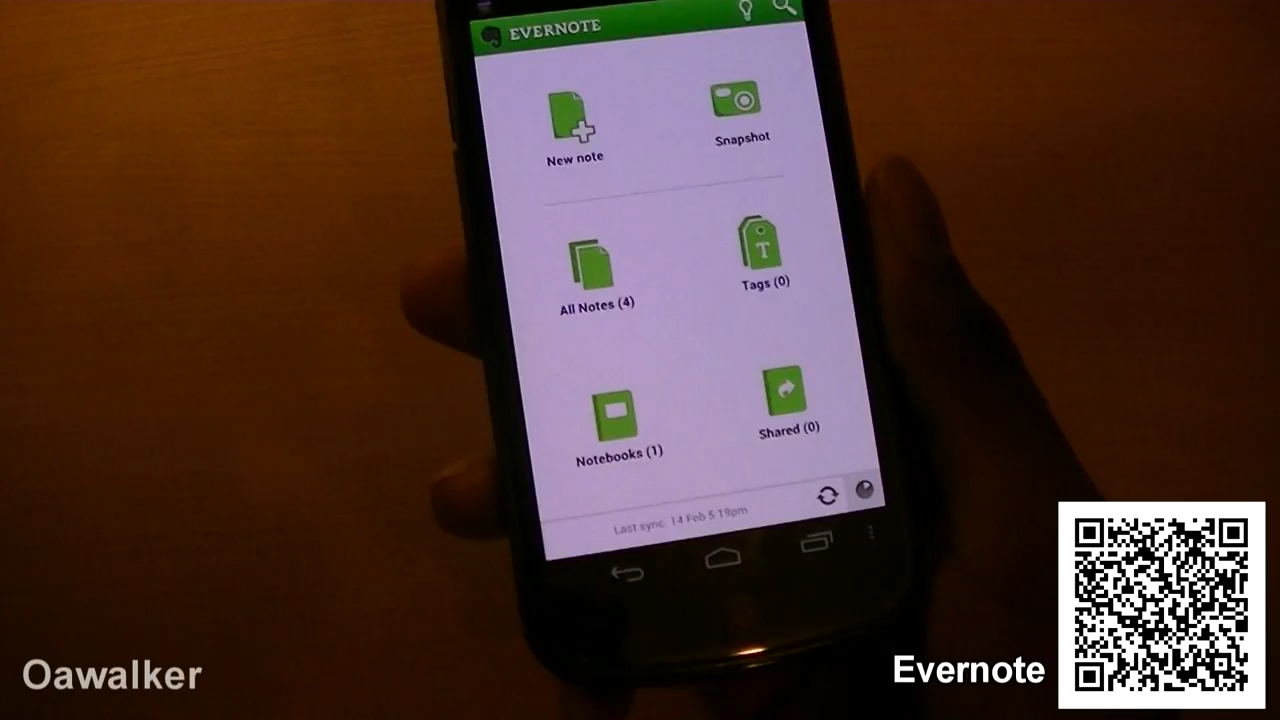 EVERNOTE
New note
Snapshot
All Notes (4)
Tags (0)
T
Notebooks (1)
Shared (0)
Last sync: 14 Feb 5:19pm
Oawalker
Evernote